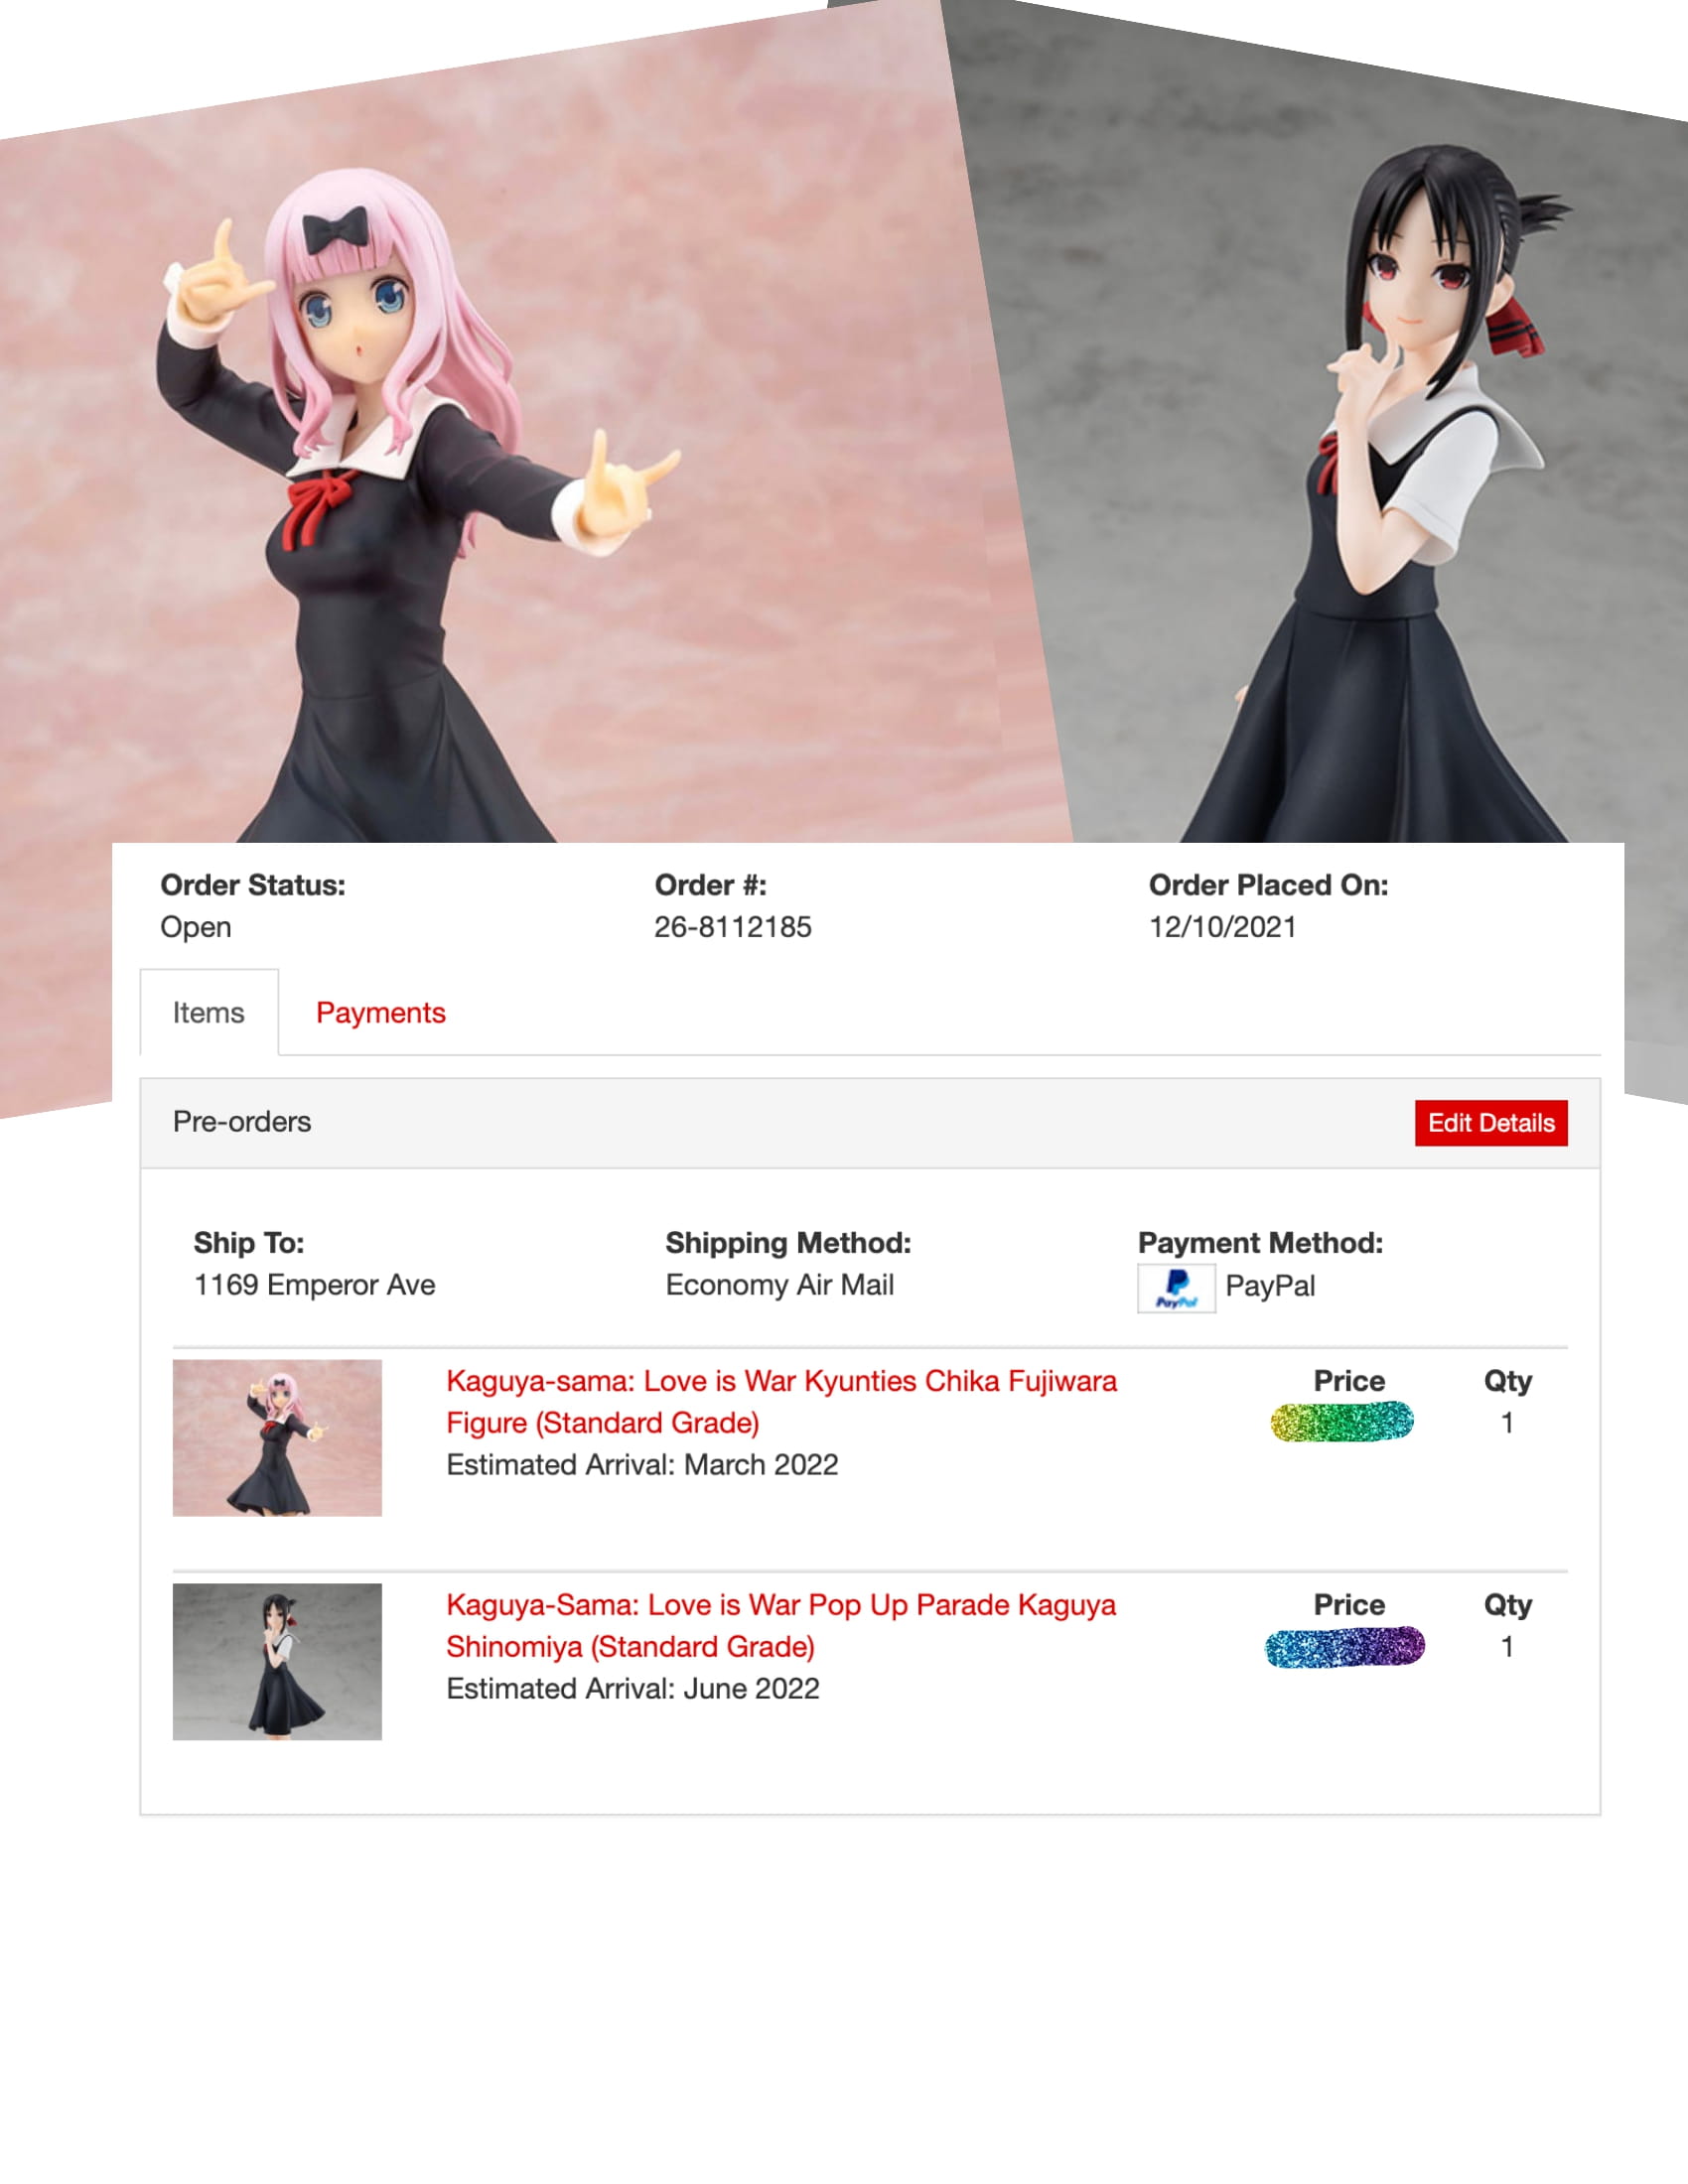 Order Status:
Open
Order #:
26-8112185
Order Placed On:
12/10/2021
Items
Payments
Pre-orders
Edit Details
Ship To:
1169 Emperor Ave
Shipping Method:
Economy Air Mail
Payment Method:
PayPal
PayPal
Kaguya-sama: Love is War Kyunties Chika Fujiwara
Figure (Standard Grade)
Estimated Arrival: March 2022
Price
Qty
1
Kaguya-Sama: Love is War Pop Up Parade Kaguya
Shinomiya (Standard Grade)
Estimated Arrival: June 2022
Price
Qty
1